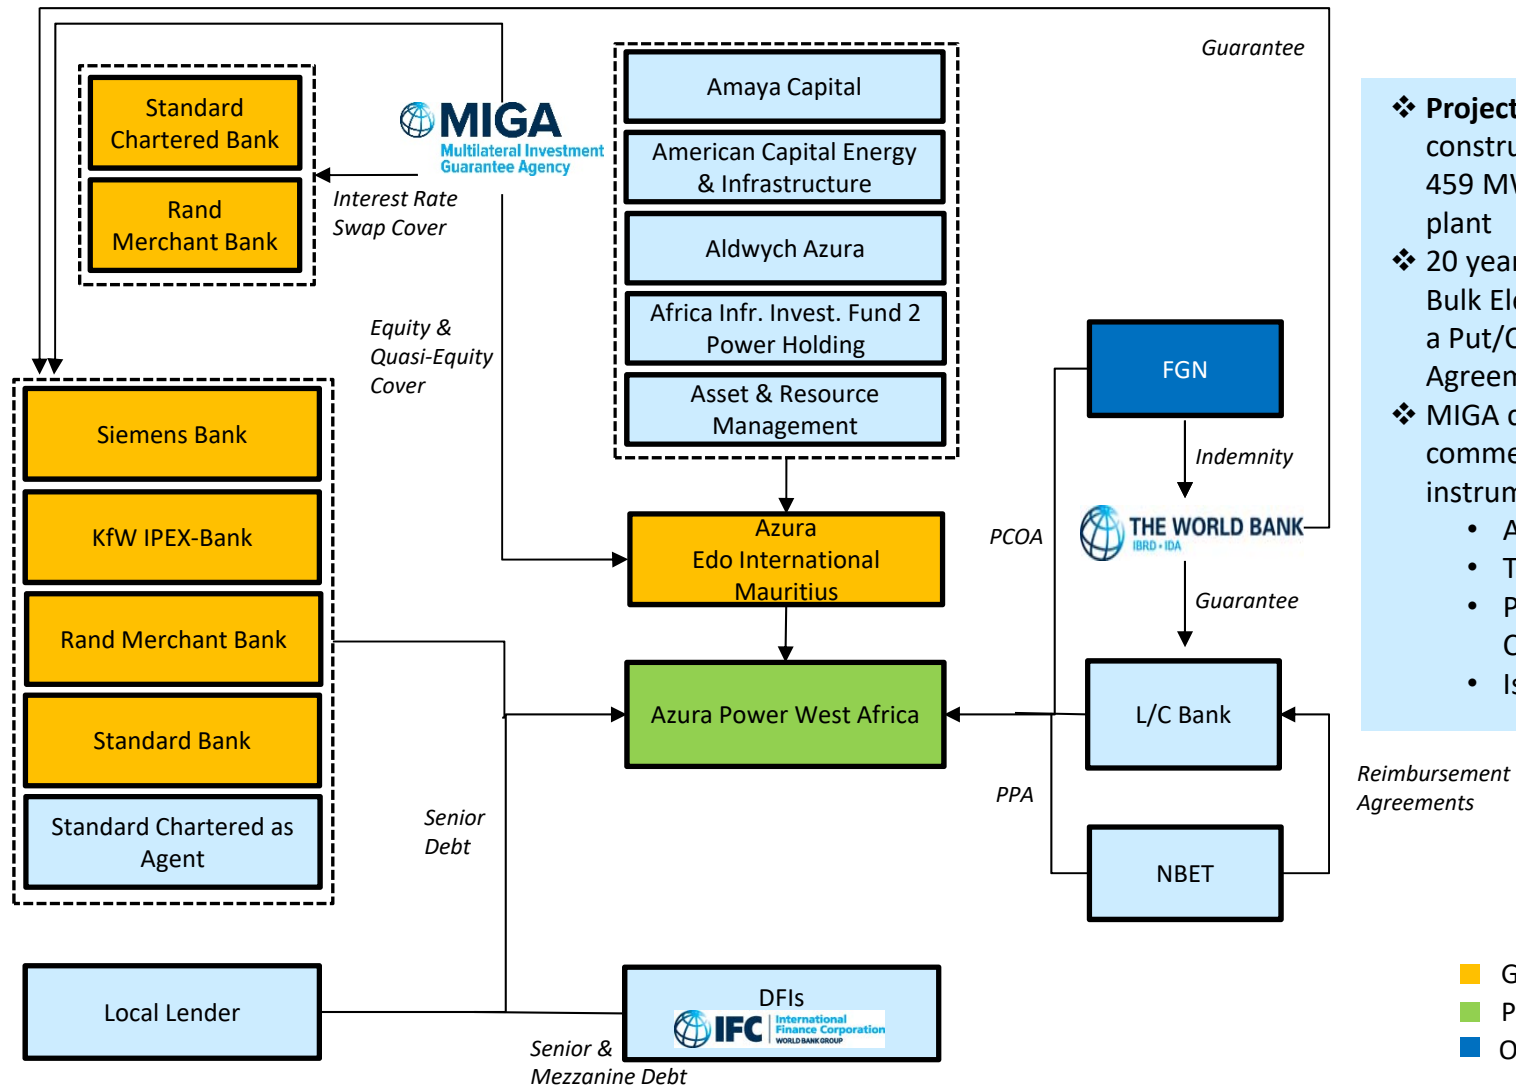 Guarantee
Standard
Chartered Bank
Rand
Merchant Bank
MIGA
Multilateral Investment
Guarantee Agency
Interest Rate
Swap Cover
Equity &
Quasi-Equity
Cover
Amaya Capital
American Capital Energy
& Infrastructure
Aldwych Azura
Africa Infr. Invest. Fund 2
Power Holding
Asset & Resource
Management
Siemens Bank
KfW IPEX-Bank
Rand Merchant Bank
Standard Bank
Standard Chartered as
Agent
Local Lender
Senior
Debt
Azura
Edo International
Mauritius
Azura Power West Africa
DFIs
IFC
International
Finance Corporation
WORLD BANK GROUP
Senior &
Mezzanine Debt
FGN
Indemnity
PCOA
THE WORLD BANK
IBRD • IDA
Guarantee
L/C Bank
PPA
NBET
Reimbursement
Agreements
❖ Project
constru
459 MW
plant
❖ 20 year
Bulk Ele
a Put/C
Agreem
❖ MIGA c
comme
instrum
• A
• T
• P
C
• Is
G
P
O